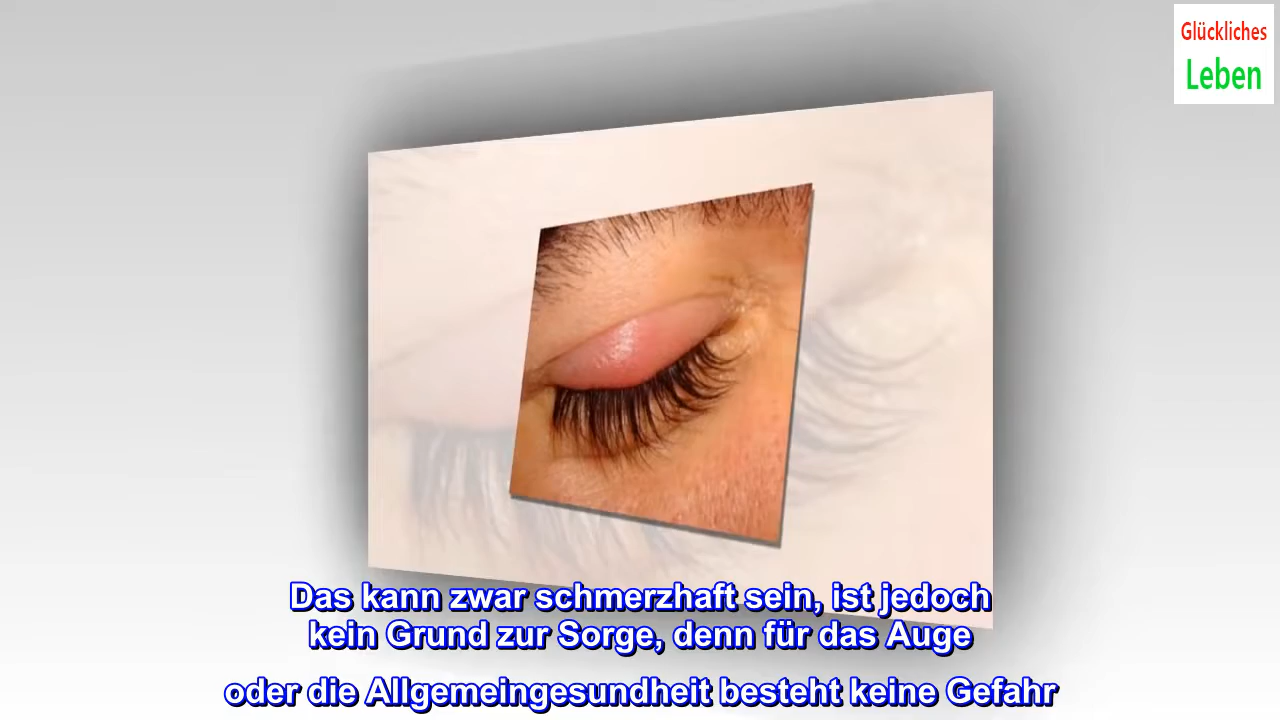 Glückliches
Leben
Das kann zwar schmerzhaft sein, ist jedoch
kein Grund zur Sorge, denn für das Auge
oder die Allgemeingesundheit besteht keine Gefahr